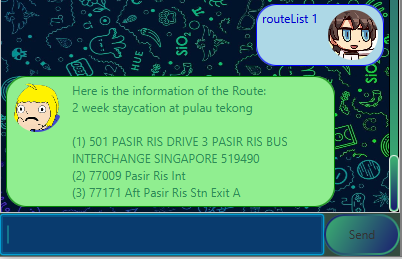 routeList 1
Here is the information of the Route:
2 week staycation at pulau tekong
(1) 501 PASIR RIS DRIVE 3 PASIR RIS BUS
INTERCHANGE SINGAPORE 519490
(2) 77009 Pasir Ris Int
(3) 77171 Aft Pasir Ris Stn Exit A
Send